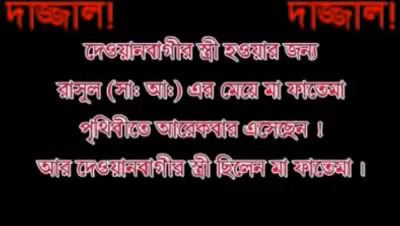 দাজ্জাল! দাজ্জাল!
দেওয়ানবাগীর স্ত্রী হওয়ার জন্য
রাসূল (সাঃ আঃ) এর মেয়ে মা ফাতেমা
পৃথিবীতে আরেকবার এসেছেন !
আর দেওয়ানবাগীর স্ত্রী ছিলেন মা ফাতেমা ।